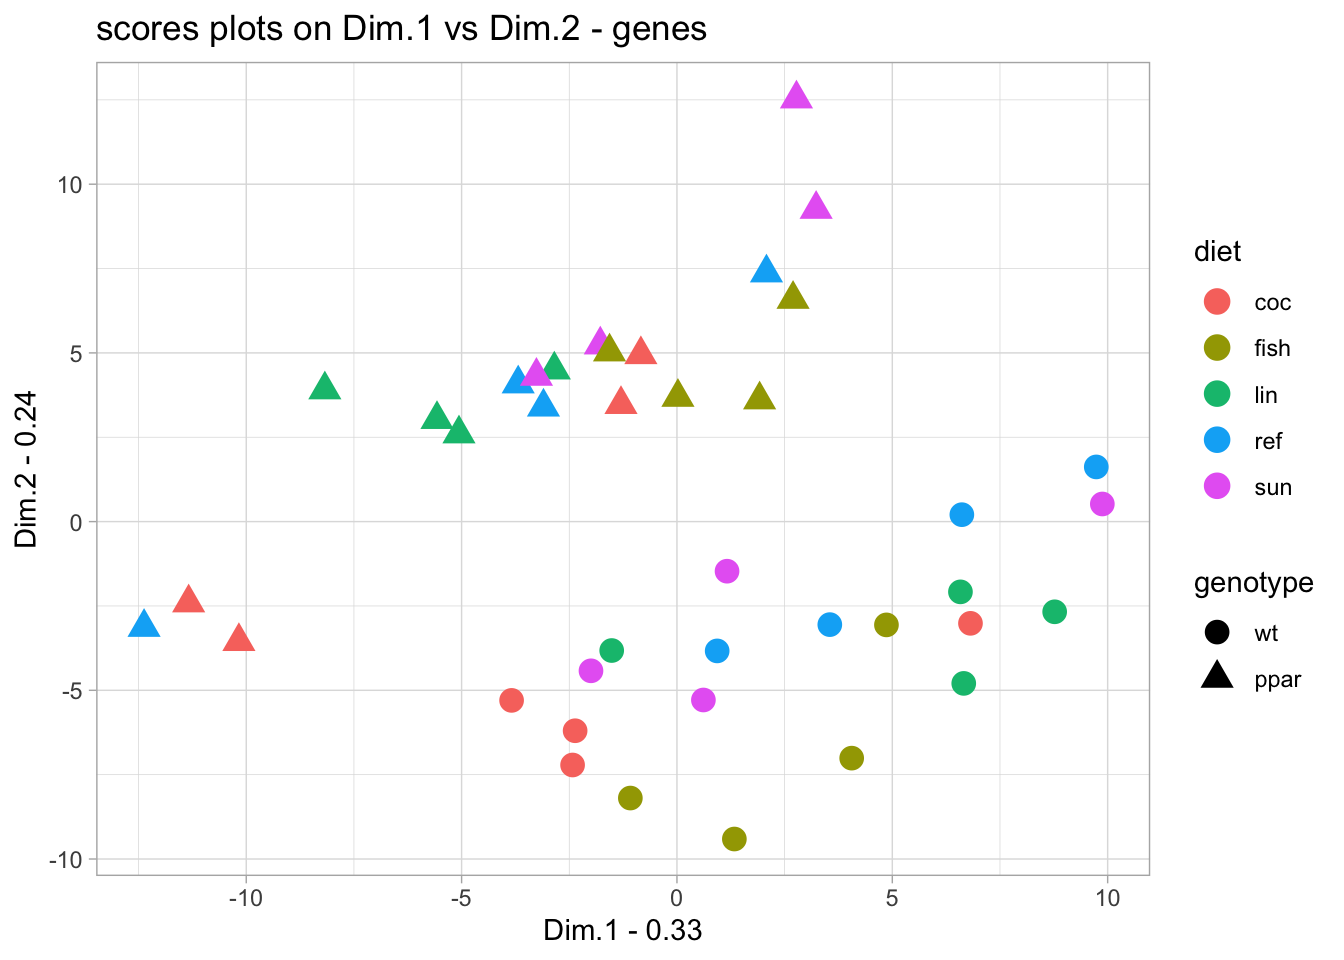 scores plots on Dim.1 vs Dim.2 - genes
10
5
0
-5
-10
Dim.2 - 0.24
-10
-5
0
5
10
Dim.1 - 0.33
diet
coc
fish
lin
ref
sun
genotype
wt
ppar